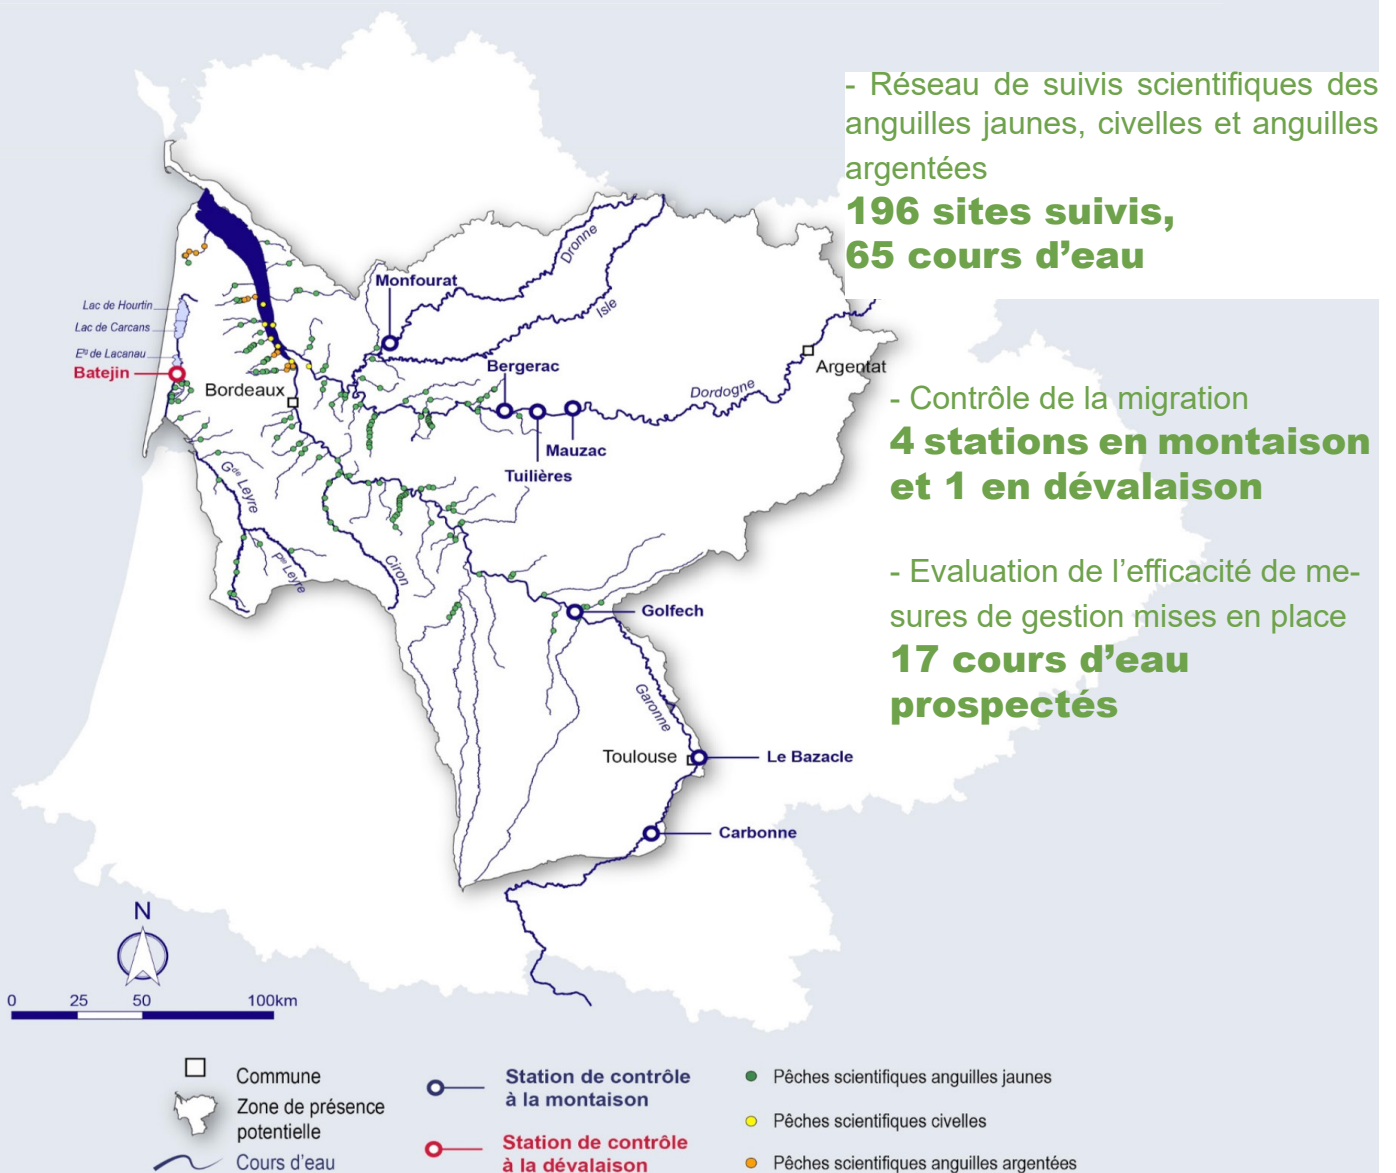 - Réseau de suivis scientifiques des
anguilles jaunes, civelles et anguilles
argentées
196 sites suivis,
65 cours d'eau
- Contrôle de la migration
4 stations en montaison
et 1 en dévalaison
- Evaluation de l'efficacité de me-
sures de gestion mises en place
17 cours d'eau
prospectés
Dronne
Monfourat
Isle
Lac de Hourtin
Lac de Carcans
Etg de Lacanau
Batejin
Bordeaux
Bergerac
Argentat
Dordogne
Mauzac
Tuilières
Gde Leyre
Pte Leyre
Ciron
Golfech
Garonne
Toulouse
Le Bazacle
Carbonne
N
0 25 50 100km
Commune
Zone de présence
potentielle
Cours d'eau
Station de contrôle
à la montaison
Station de contrôle
à la dévalaison
Pêches scientifiques anguilles jaunes
Pêches scientifiques civelles
Pêches scientifiques anguilles argentées